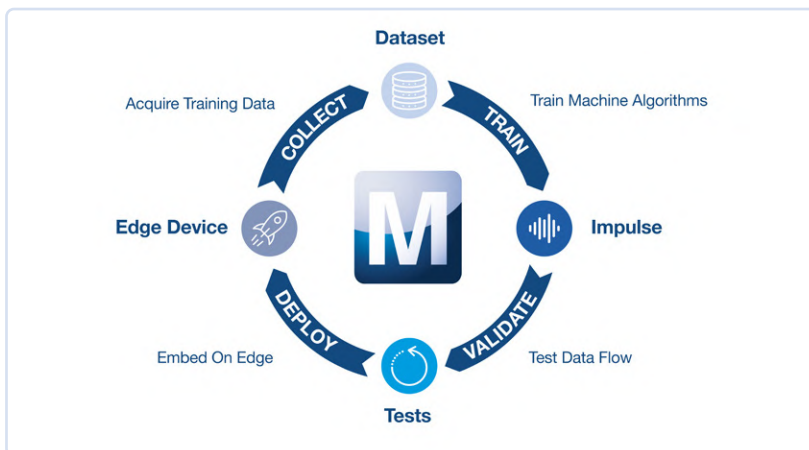 Dataset
Acquire Training Data
COLLECT
TRAIN
Train Machine Algorithms
Edge Device
M
Impulse
DEPLOY
VALIDATE
Embed On Edge
Test Data Flow
Tests